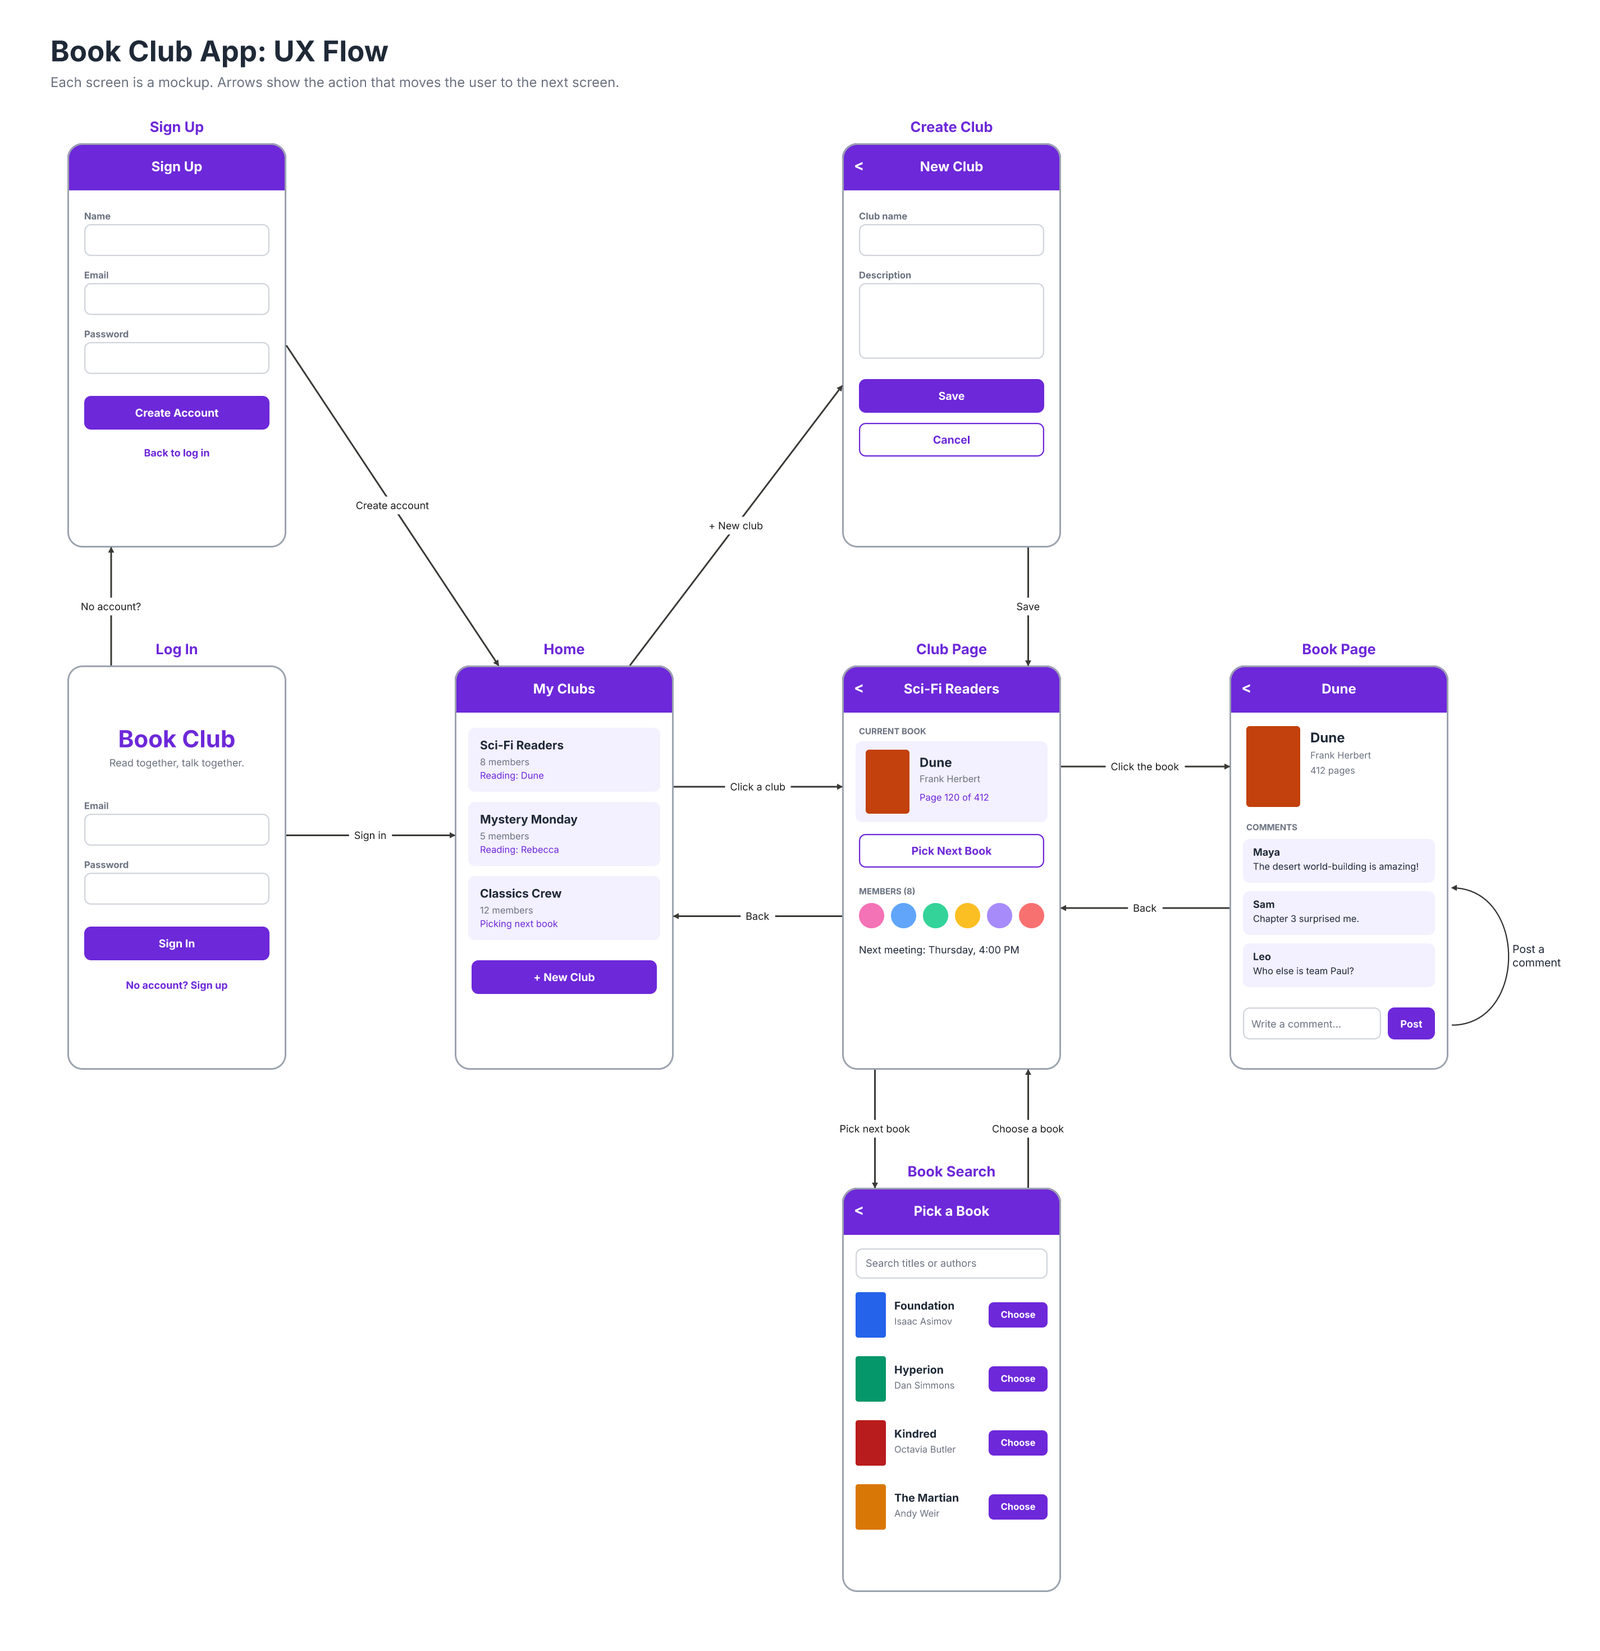 Book Club App: UX Flow
Each screen is a mockup. Arrows show the action that moves the user to the next screen.
Sign Up
Sign Up
Name
Email
Password
Create Account
Back to log in
Create Club
<
New Club
Club name
Description
Save
Cancel
Create account
+ New club
No account?
Save
Log In
Book Club
Read together, talk together.
Email
Password
Sign In
No account? Sign up
Sign in
Home
My Clubs
Sci-Fi Readers
8 members
Reading: Dune
Mystery Monday
5 members
Reading: Rebecca
Classics Crew
12 members
Picking next book
+ New Club
Click a club
Back
Club Page
<
Sci-Fi Readers
CURRENT BOOK
Dune
Frank Herbert
Page 120 of 412
Pick Next Book
MEMBERS (8)
Next meeting: Thursday, 4:00 PM
Click the book
Back
Book Page
<
Dune
Dune
Frank Herbert
412 pages
COMMENTS
Maya
The desert world-building is amazing!
Sam
Chapter 3 surprised me.
Leo
Who else is team Paul?
Write a comment...
Post
Post a
comment
Pick next book
Choose a book
Book Search
<
Pick a Book
Search titles or authors
Foundation
Isaac Asimov
Choose
Hyperion
Dan Simmons
Choose
Kindred
Octavia Butler
Choose
The Martian
Andy Weir
Choose